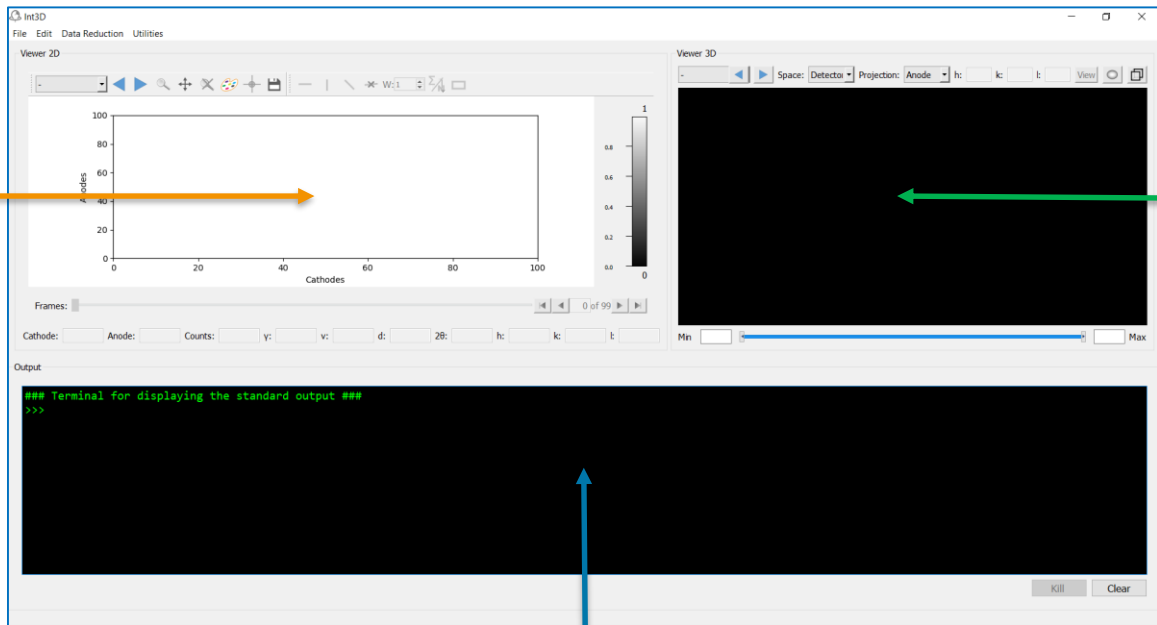 Int3D
File Edit Data Reduction Utilities
Viewer 2D
- W: 1
100
80
60
40
20
0
Anodes
0 20 40 60 80 100
Cathodes
1
0.8
0.6
0.4
0.2
0.0
0
Frames: 0 of 99
Cathode: Anode: Counts: γ: ν: d: 2θ: h: k: l:
Viewer 3D
- Space: Detector Projection: Anode h: k: l: View
Min Max
Output
### Terminal for displaying the standard output ###
>>>
Kill Clear